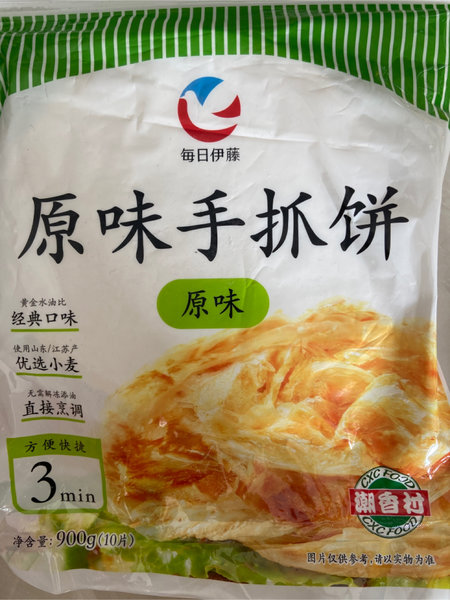 每日伊藤
原味手抓饼
原味
黄金水油比
经典口味
使用山东/江苏产
优选小麦
无需解冻添油
直接烹调
方便快捷
3min
净含量:900g(10片)
CXC FOOD
潮香村
CXC FOOD
图片仅供参考,请以实物为准